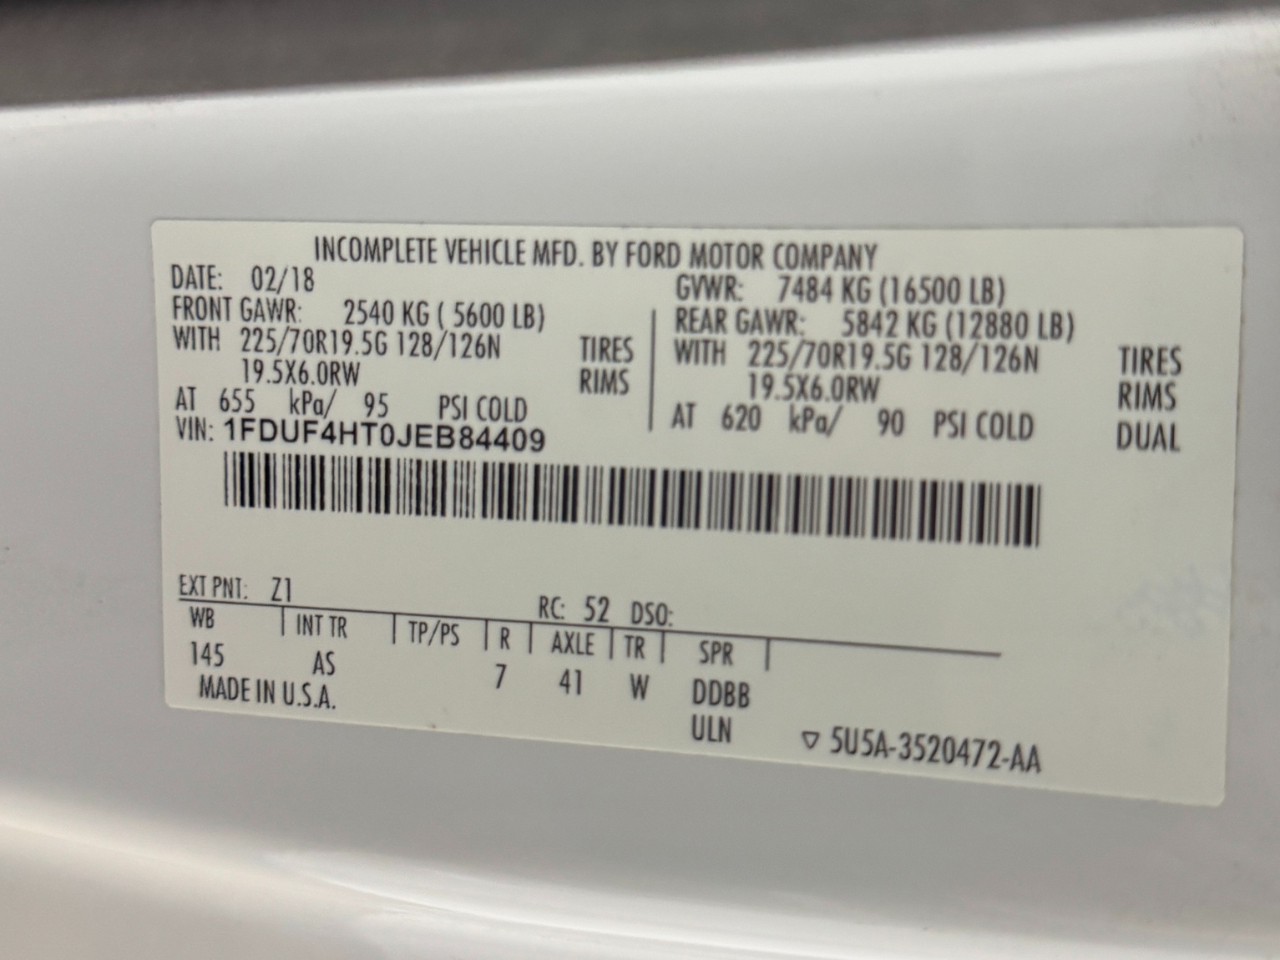 INCOMPLETE VEHICLE MFD. BY FORD MOTOR COMPANY
DATE: 02/18 GVWR: 7484 KG (16500 LB)
FRONT GAWR: 2540 KG ( 5600 LB) REAR GAWR: 5842 KG (12880 LB)
WITH 225/70R19.5G 128/126N TIRES WITH 225/70R19.5G 128/126N TIRES
19.5X6.0RW RIMS 19.5X6.0RW RIMS
AT 655 kPa/ 95 PSI COLD AT 620 kPa/ 90 PSI COLD DUAL
VIN: 1FDUF4HT0JEB84409
EXT PNT: Z1 RC: 52 DSO:
WB INT TR TP/PS R AXLE TR SPR
145 AS 7 41 W DDBB
MADE IN U.S.A. ULN ▽ 5U5A-3520472-AA